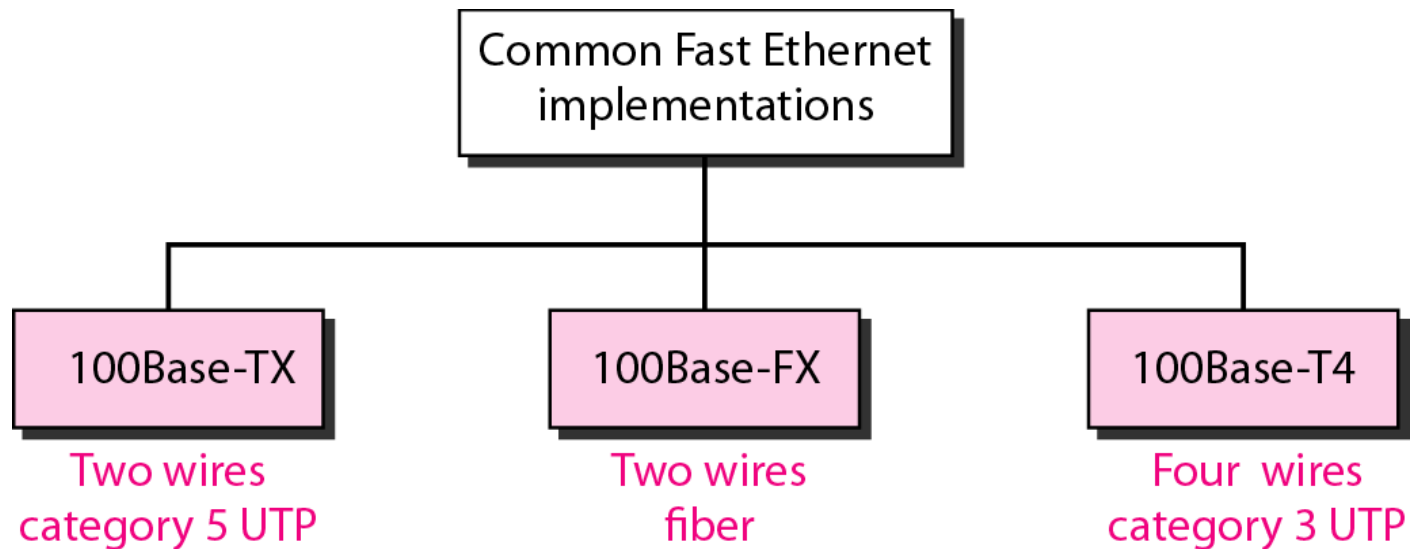 Common Fast Ethernet
implementations
100Base-TX
100Base-FX
100Base-T4
Two wires
category 5 UTP
Two wires
fiber
Four wires
category 3 UTP